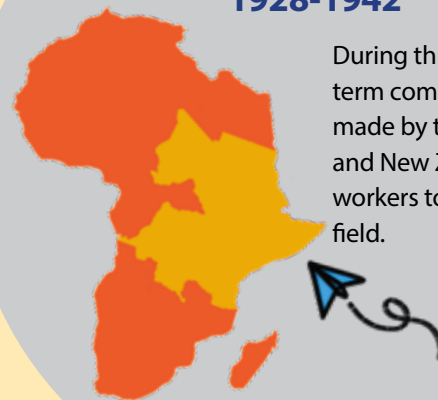 1928-1942
During th
term com
made by t
and New Z
workers to
field.